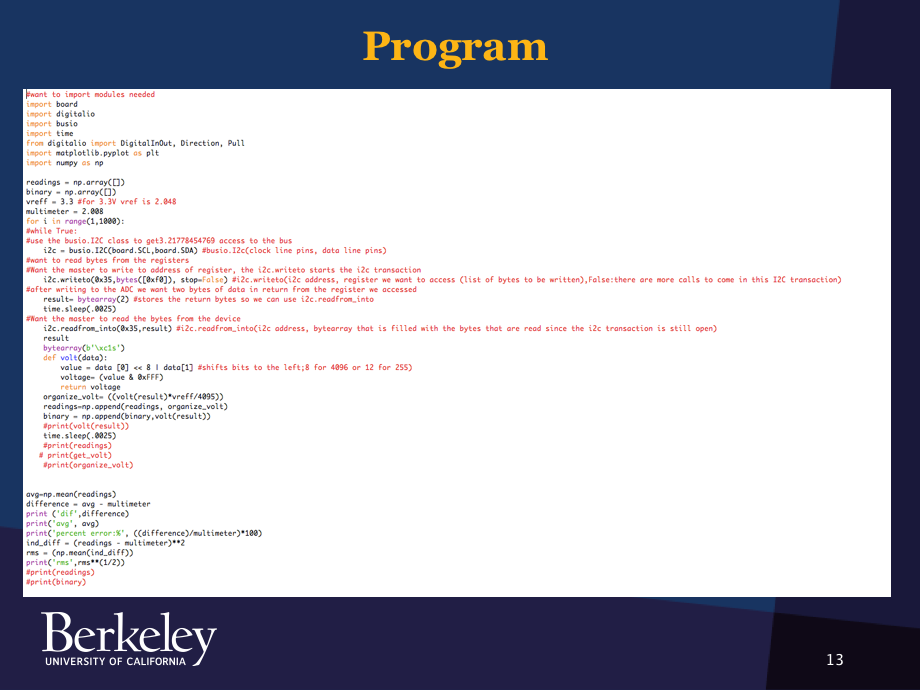 Program
#want to import modules needed
import board
import digitalio
import busio
import time
from digitalio import DigitalInOut, Direction, Pull
import matplotlib.pyplot as plt
import numpy as np
readings = np.array([])
binary = np.array([])
vreff = 3.3 #for 3.3V vref is 2.048
multimeter = 2.008
for i in range(1,1000):
#while True:
#use the busio.I2C class to get3.21778454769 access to the bus
    i2c = busio.I2C(board.SCL,board.SDA) #busio.I2c(clock line pins, data line pins)
#want to read bytes from the registers
#Want the master to write to address of register, the i2c.writeto starts the i2c transaction
    i2c.writeto(0x35,bytes([0xf0]), stop=False) #i2c.writeto(i2c address, register we want to access (list of bytes to be written),False:there are more calls to come in this I2C transaction)
#after writing to the ADC we want two bytes of data in return from the register we accessed
    result= bytearray(2) #stores the return bytes so we can use i2c.readfrom_into
    time.sleep(.0025)
#Want the master to read the bytes from the device
    i2c.readfrom_into(0x35,result) #i2c.readfrom_into(i2c address, bytearray that is filled with the bytes that are read since the i2c transaction is still open)
    result
    bytearray(b'\xc1s')
    def volt(data):
        value = data [0] << 8 | data[1] #shifts bits to the left;8 for 4096 or 12 for 255)
        voltage= (value & 0xFFF)
        return voltage
    organize_volt= ((volt(result)*vreff/4095))
    readings=np.append(readings, organize_volt)
    binary = np.append(binary,volt(result))
    #print(volt(result))
    time.sleep(.0025)
    #print(readings)
   # print(get_volt)
    #print(organize_volt)
avg=np.mean(readings)
difference = avg - multimeter
print ('dif',difference)
print('avg', avg)
print('percent error:%', ((difference)/multimeter)*100)
ind_diff = (readings - multimeter)**2
rms = (np.mean(ind_diff))
print('rms',rms**(1/2))
#print(readings)
#print(binary)
Berkeley
UNIVERSITY OF CALIFORNIA
13